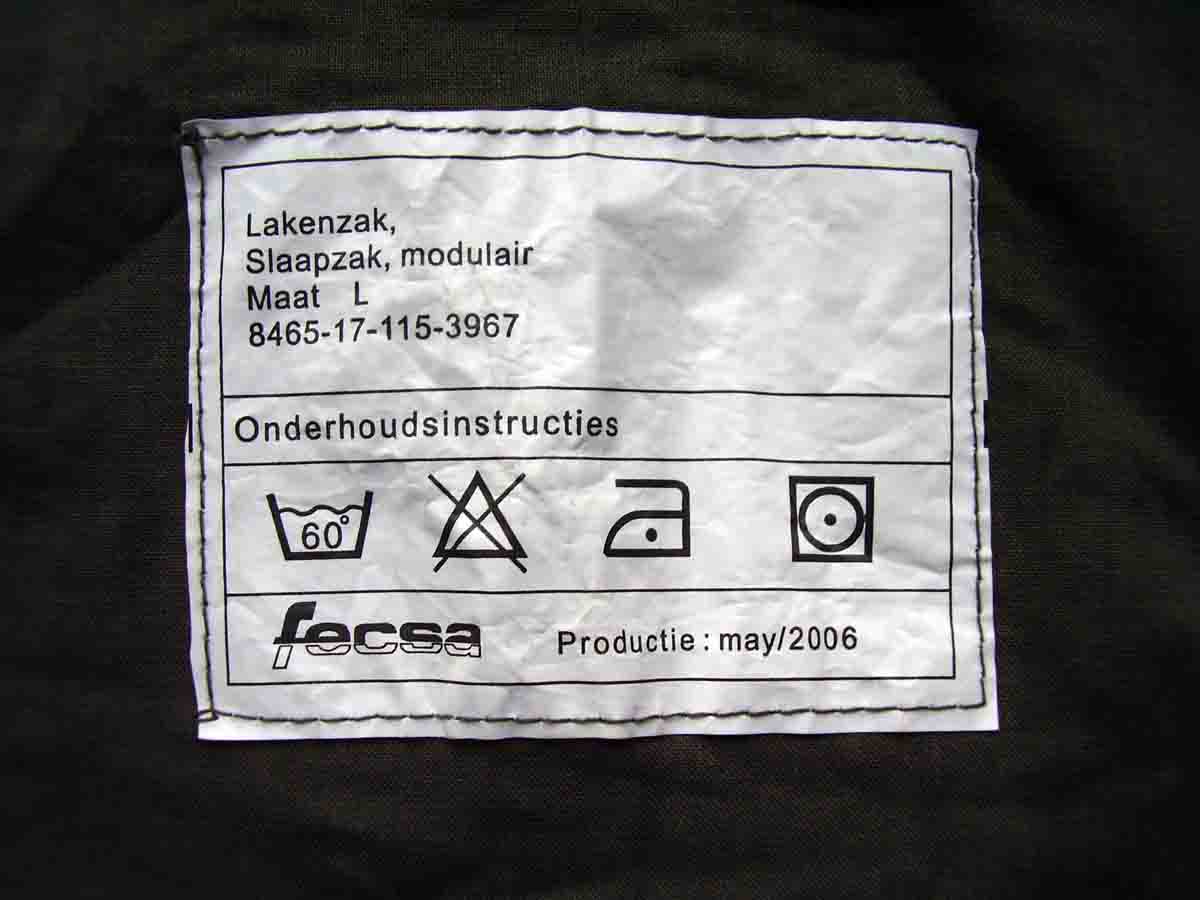 Lakenzak,
Slaapzak, modulair
Maat L
8465-17-115-3967
Onderhoudsinstructies
60°
fecsa
Productie : may/2006